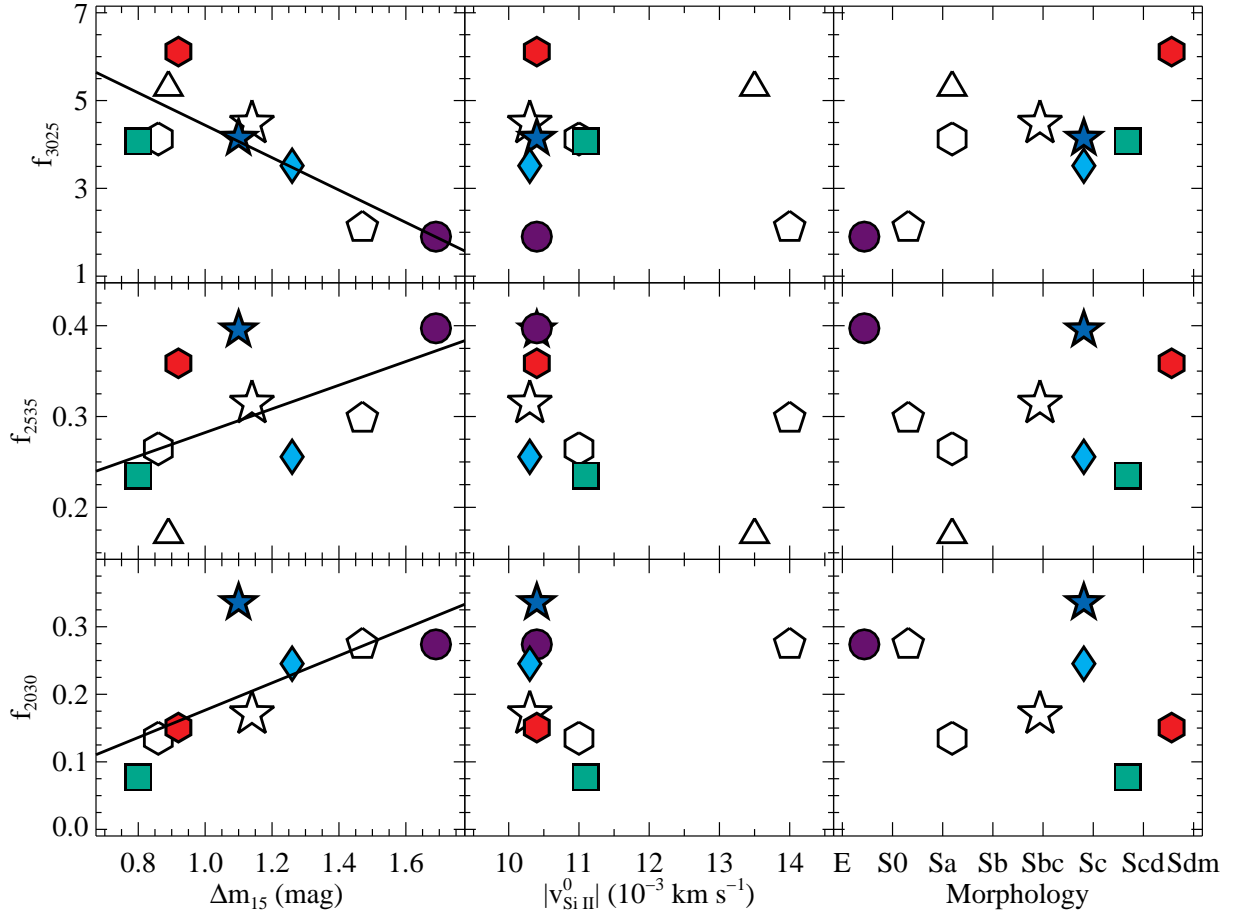 7
5
3
1
f3025
0.4
0.3
0.2
f2535
0.3
0.2
0.1
0.0
f2030
0.8 1.0 1.2 1.4 1.6
10 11 12 13 14
E S0 Sa Sb Sbc Sc Scd Sdm
Δm15 (mag)
|v⁰Si II| (10⁻³ km s⁻¹)
Morphology